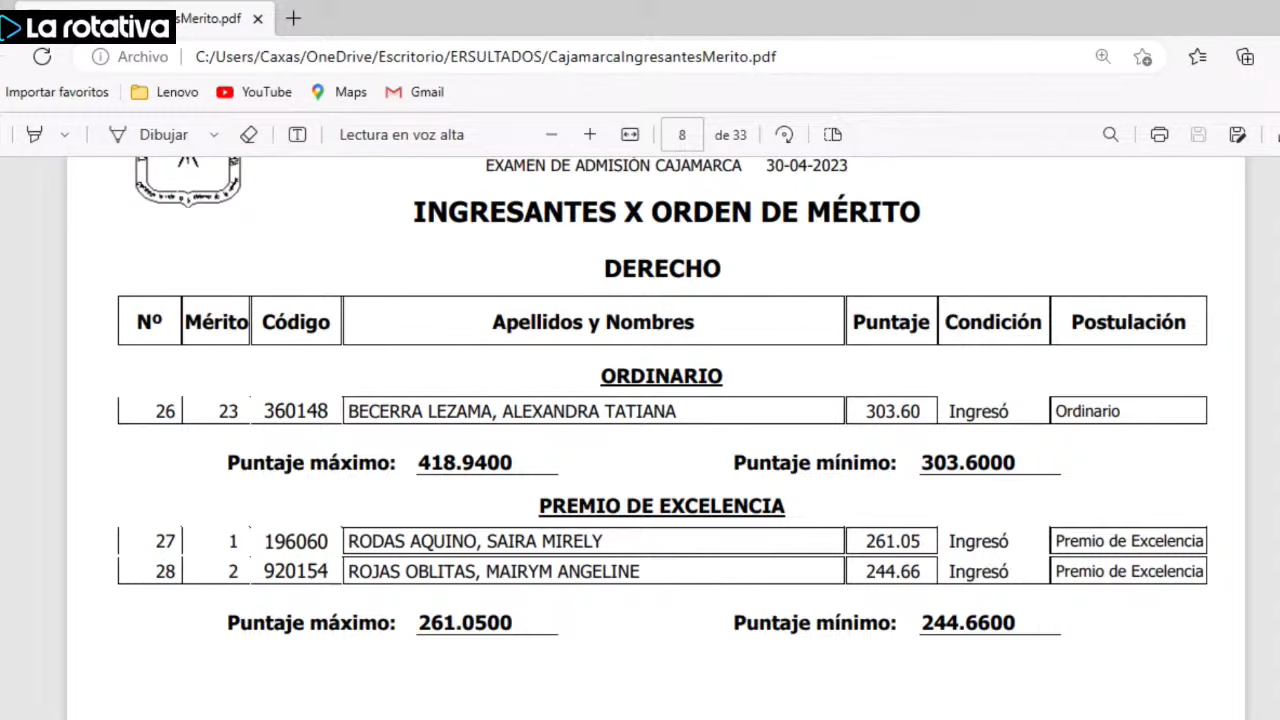 La rotativa
sMerito.pdf
Archivo C:/Users/Caxas/OneDrive/Escritorio/ERSULTADOS/CajamarcaIngresantesMerito.pdf
Importar favoritos Lenovo YouTube Maps Gmail
Dibujar Lectura en voz alta 8 de 33
EXAMEN DE ADMISIÓN CAJAMARCA 30-04-2023
INGRESANTES X ORDEN DE MÉRITO
DERECHO
Nº Mérito Código Apellidos y Nombres Puntaje Condición Postulación
ORDINARIO
26 23 360148 BECERRA LEZAMA, ALEXANDRA TATIANA 303.60 Ingresó Ordinario
Puntaje máximo: 418.9400 Puntaje mínimo: 303.6000
PREMIO DE EXCELENCIA
27 1 196060 RODAS AQUINO, SAIRA MIRELY 261.05 Ingresó Premio de Excelencia
28 2 920154 ROJAS OBLITAS, MAIRYM ANGELINE 244.66 Ingresó Premio de Excelencia
Puntaje máximo: 261.0500 Puntaje mínimo: 244.6600